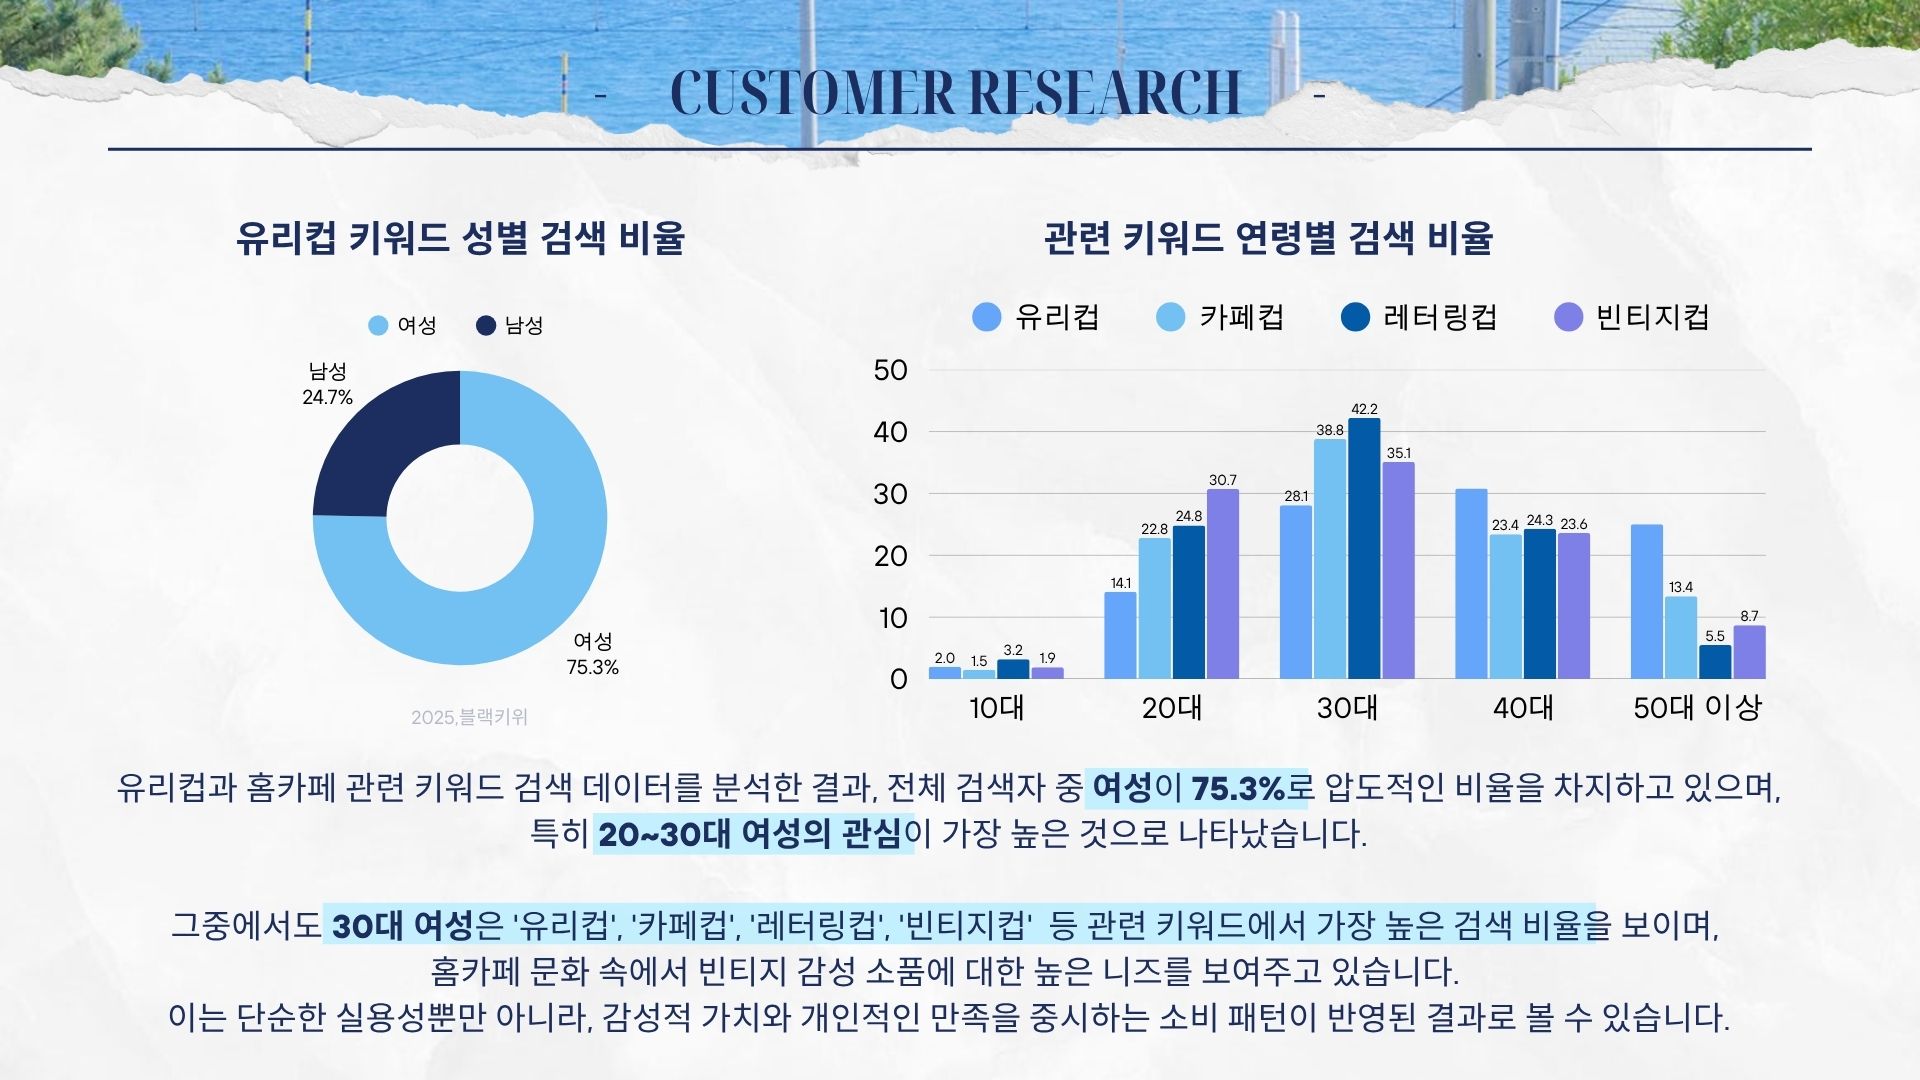 - CUSTOMER RESEARCH -
유리컵 키워드 성별 검색 비율
여성 남성
남성
24.7%
여성
75.3%
2025,블랙키위
관련 키워드 연령별 검색 비율
유리컵 카페컵 레터링컵 빈티지컵
50
40
30
20
10
0
2.0 1.5 3.2 1.9
14.1 22.8 24.8 30.7
28.1 38.8 42.2 35.1
23.4 24.3 23.6
13.4 5.5 8.7
10대 20대 30대 40대 50대 이상
유리컵과 홈카페 관련 키워드 검색 데이터를 분석한 결과, 전체 검색자 중 여성이 75.3%로 압도적인 비율을 차지하고 있으며,
특히 20~30대 여성의 관심이 가장 높은 것으로 나타났습니다.
그중에서도 30대 여성은 '유리컵', '카페컵', '레터링컵', '빈티지컵' 등 관련 키워드에서 가장 높은 검색 비율을 보이며,
홈카페 문화 속에서 빈티지 감성 소품에 대한 높은 니즈를 보여주고 있습니다.
이는 단순한 실용성뿐만 아니라, 감성적 가치와 개인적인 만족을 중시하는 소비 패턴이 반영된 결과로 볼 수 있습니다.